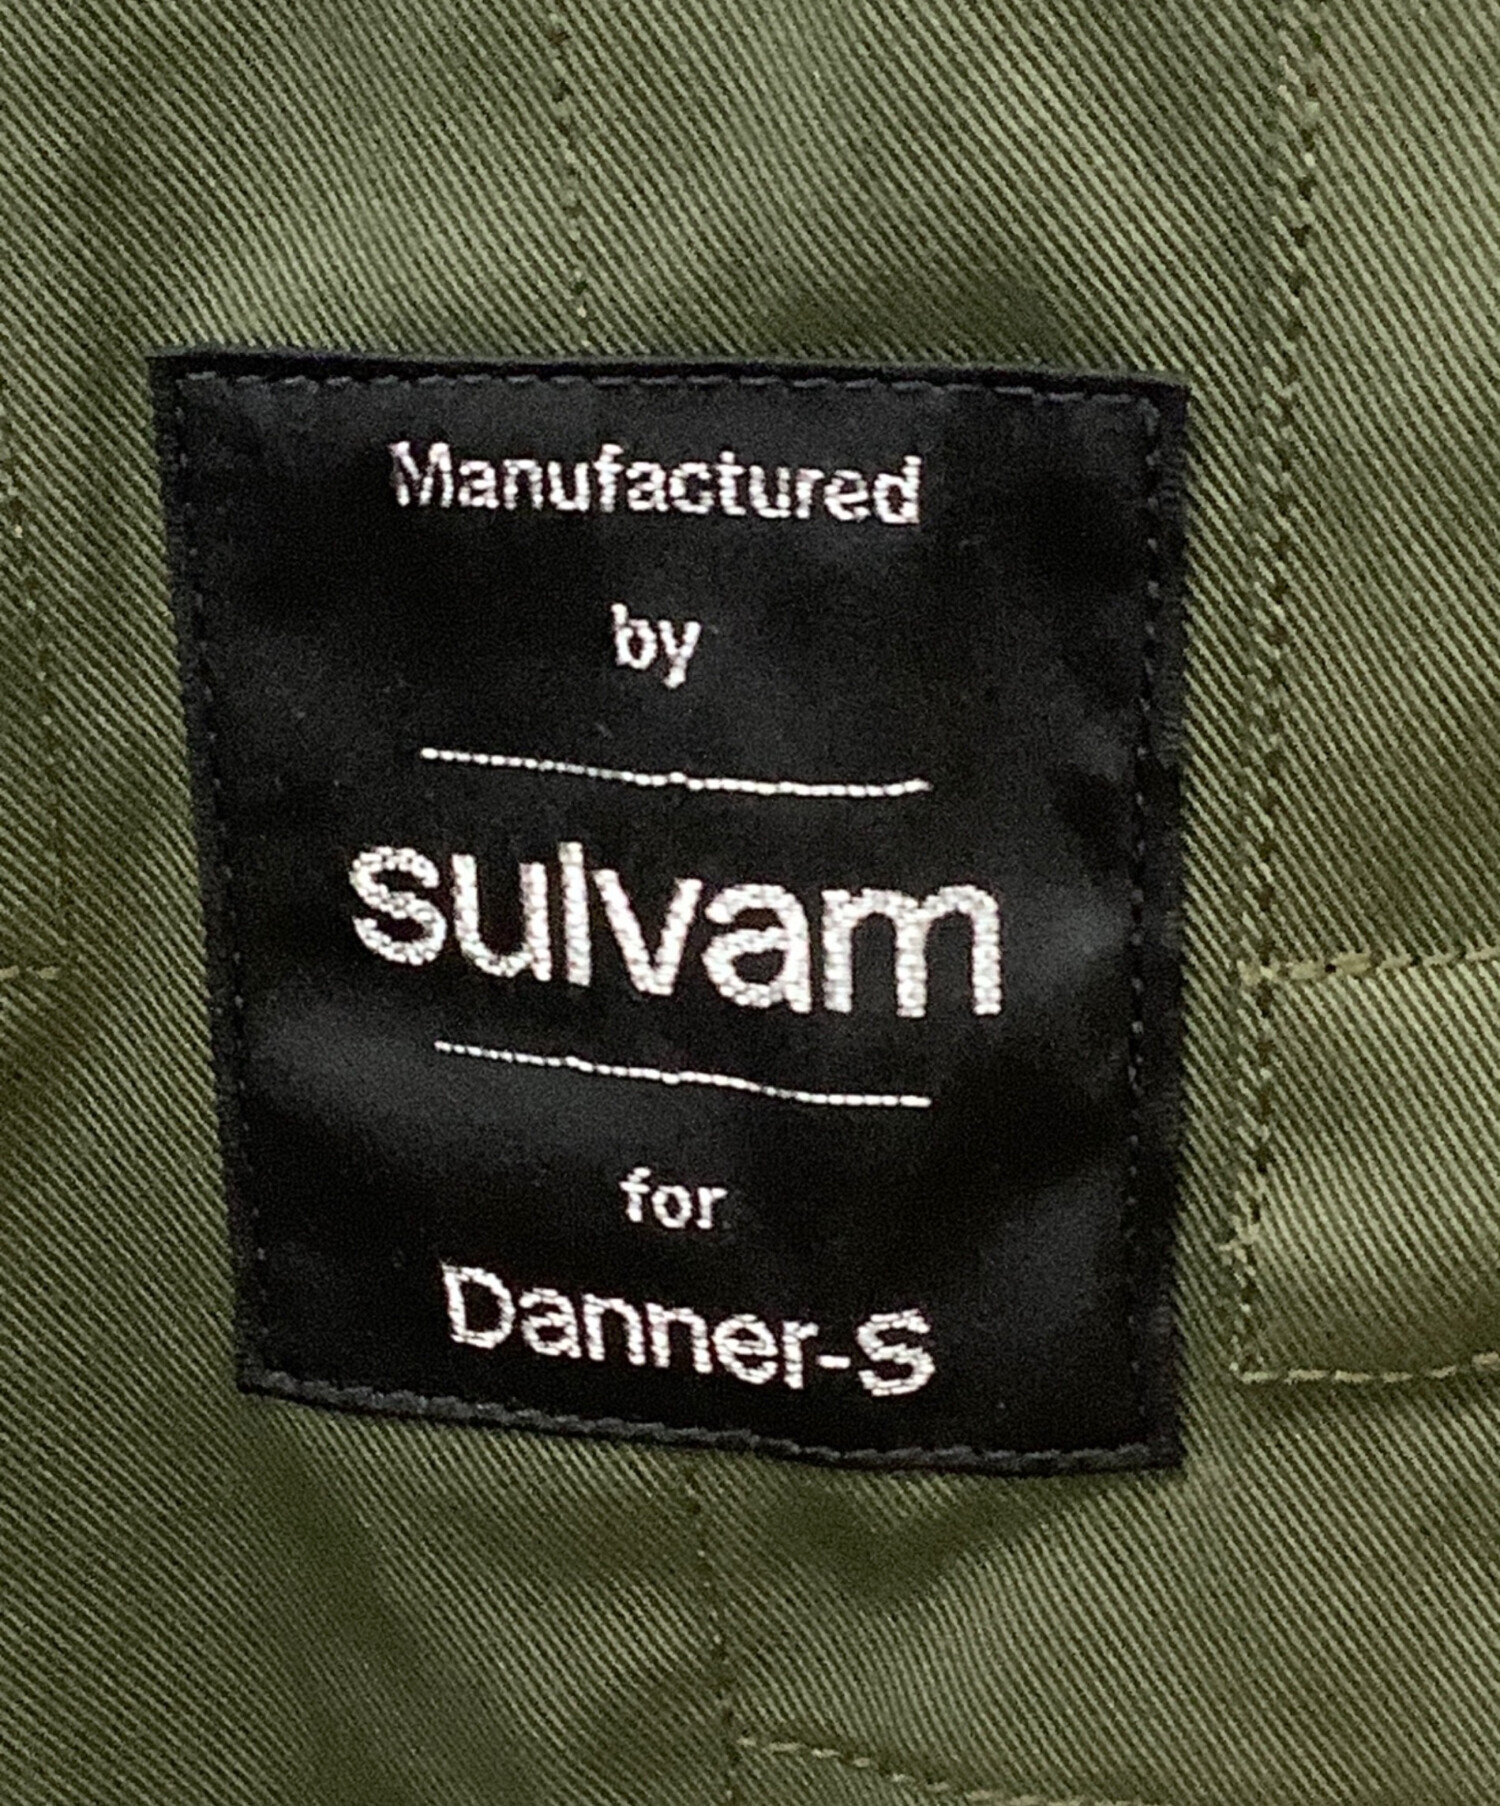 Manufactured
by
sulvam
for
Danner-S